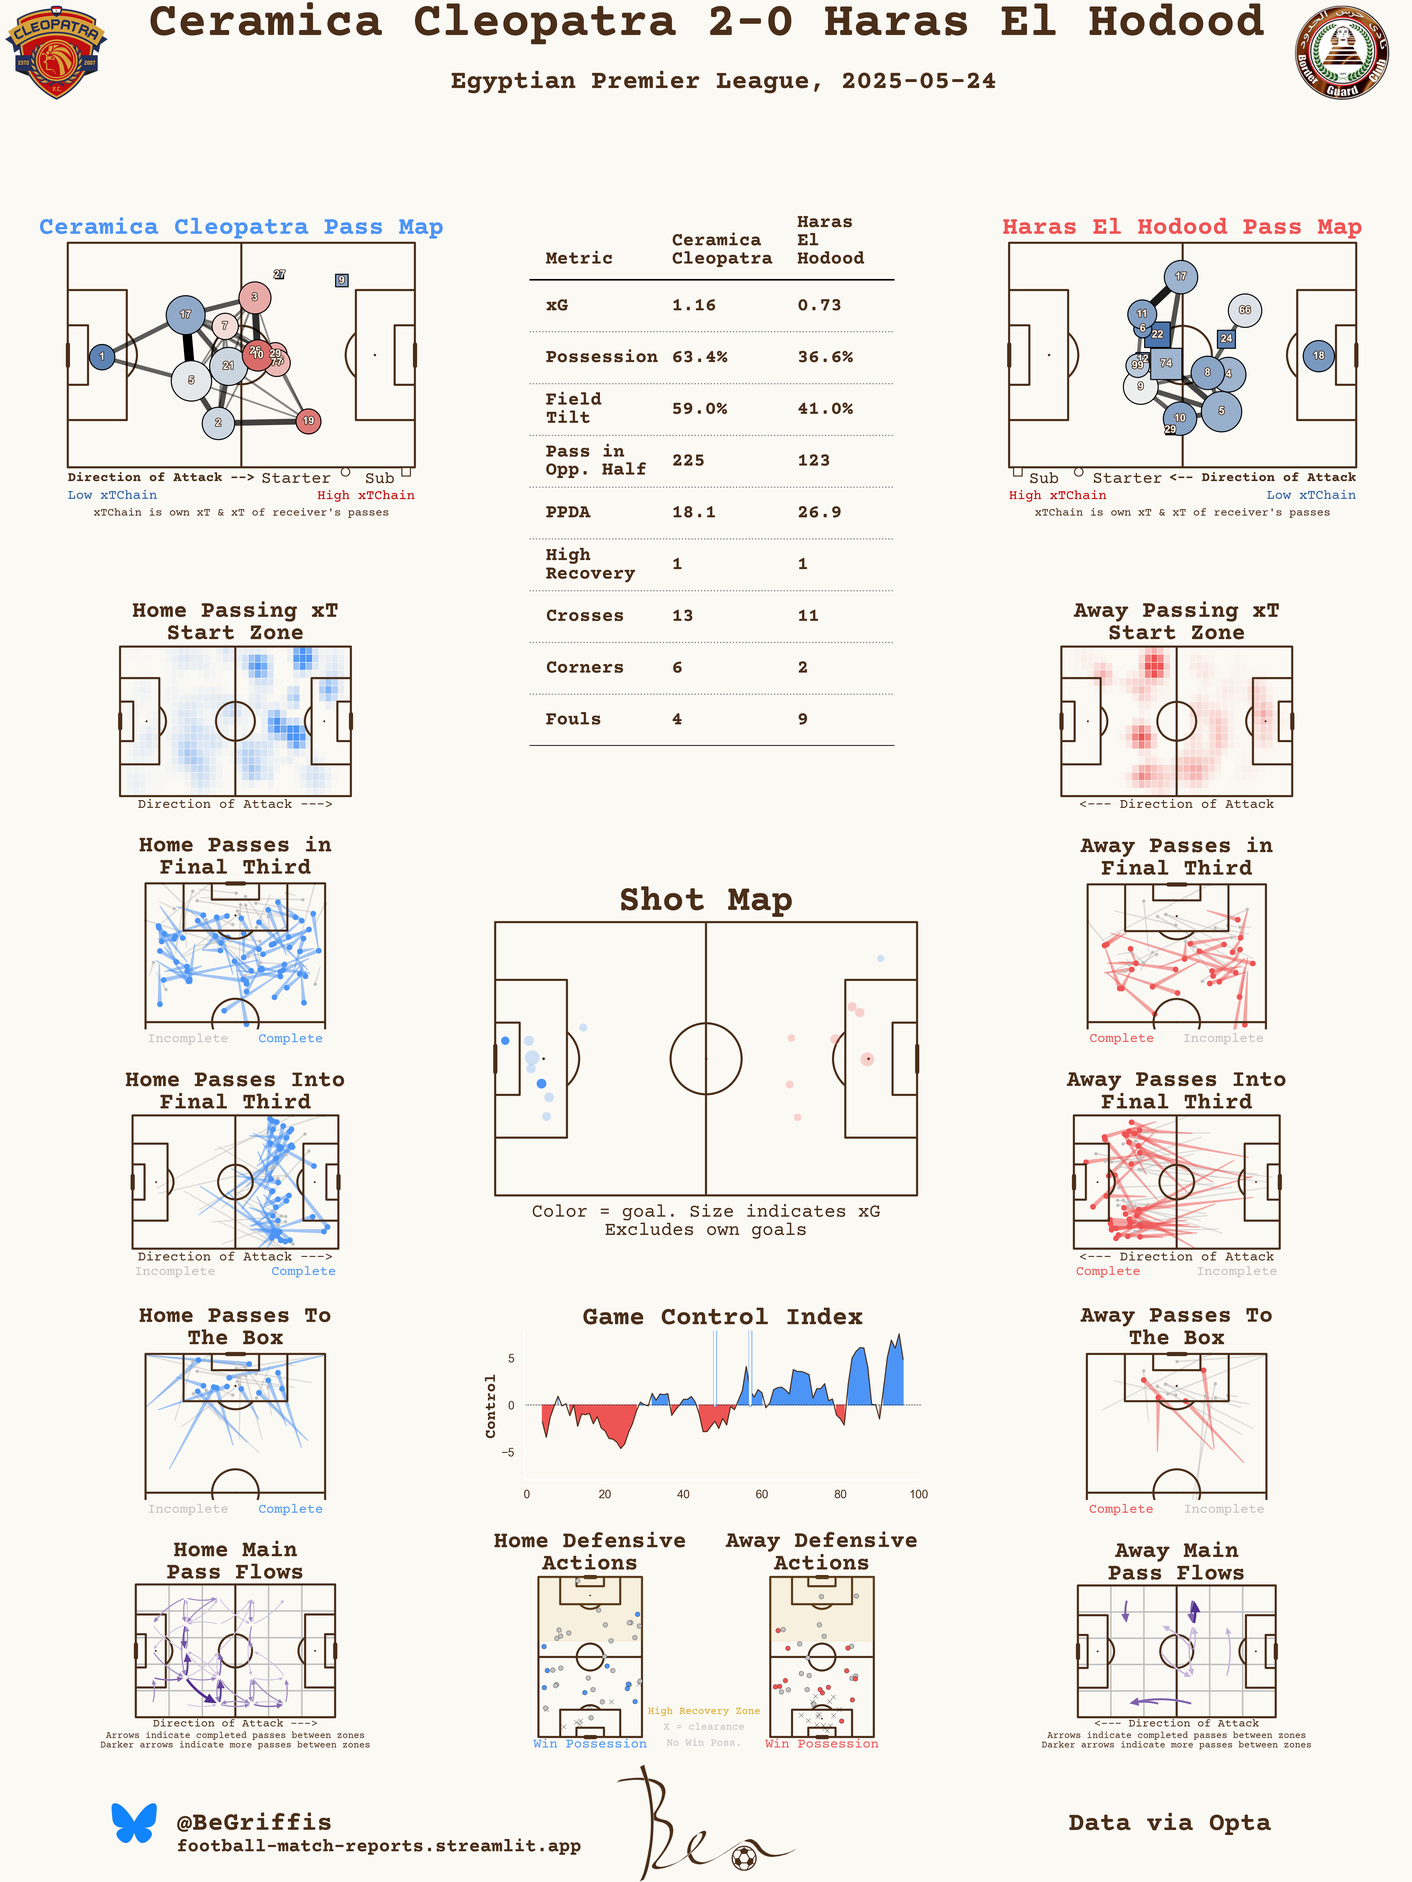 Ceramica Cleopatra 2-0 Haras El Hodood
Egyptian Premier League, 2025-05-24
CLEOPATRA
ESTD 2007
F.C.
نادي حرس الحدود
Border Guard Club
Ceramica Cleopatra Pass Map
1
17
5
2
21
7
3
26
10
29
77
19
27
9
Direction of Attack --> Starter Sub
Low xTChain High xTChain
xTChain is own xT & xT of receiver's passes
Metric Ceramica Cleopatra Haras El Hodood
xG 1.16 0.73
Possession 63.4% 36.6%
Field Tilt 59.0% 41.0%
Pass in Opp. Half 225 123
PPDA 18.1 26.9
High Recovery 1 1
Crosses 13 11
Corners 6 2
Fouls 4 9
Haras El Hodood Pass Map
17
11
6
22
66
24
18
12
99
74
9
8
4
5
10
29
Sub Starter <-- Direction of Attack
High xTChain Low xTChain
xTChain is own xT & xT of receiver's passes
Home Passing xT
Start Zone
Direction of Attack --->
Away Passing xT
Start Zone
<--- Direction of Attack
Home Passes in
Final Third
Incomplete Complete
Away Passes in
Final Third
Complete Incomplete
Shot Map
Color = goal. Size indicates xG
Excludes own goals
Home Passes Into
Final Third
Direction of Attack --->
Incomplete Complete
Away Passes Into
Final Third
<--- Direction of Attack
Complete Incomplete
Home Passes To
The Box
Incomplete Complete
Game Control Index
Control
5
0
−5
0 20 40 60 80 100
Away Passes To
The Box
Complete Incomplete
Home Main
Pass Flows
Direction of Attack --->
Arrows indicate completed passes between zones
Darker arrows indicate more passes between zones
Home Defensive
Actions
Win Possession
Away Defensive
Actions
Win Possession
High Recovery Zone
X = clearance
No Win Poss.
Away Main
Pass Flows
<--- Direction of Attack
Arrows indicate completed passes between zones
Darker arrows indicate more passes between zones
@BeGriffis
football-match-reports.streamlit.app
Ben
Data via Opta